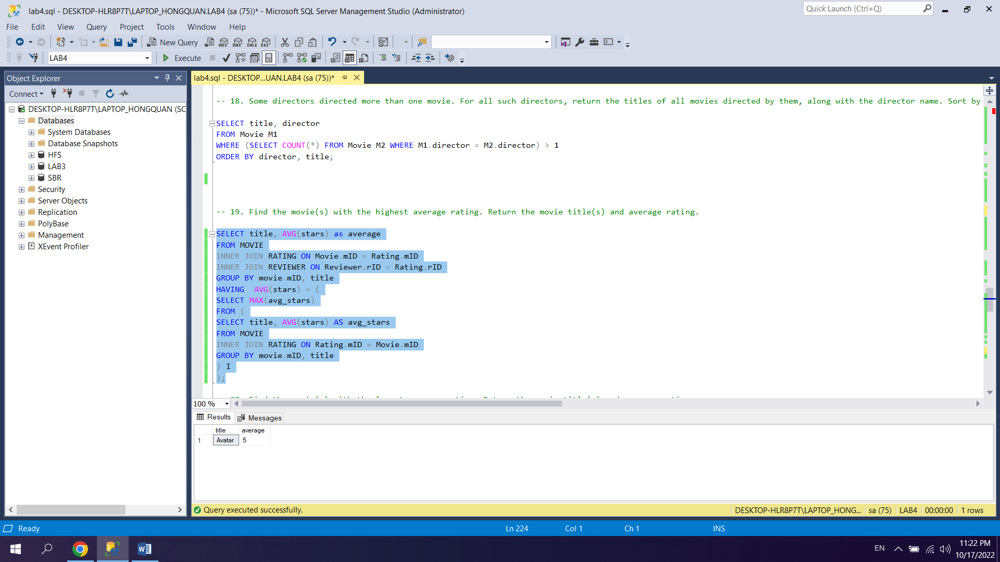 lab4.sql - DESKTOP-HLR8P7T\LAPTOP_HONGQUAN.LAB4 (sa (75))* - Microsoft SQL Server Management Studio (Administrator)
Quick Launch (Ctrl+Q)
File Edit View Query Project Tools Window Help
New Query
MDX DMX XMLA DAX
LAB4
Execute
Object Explorer
Connect
DESKTOP-HLR8P7T\LAPTOP_HONGQUAN (SC
Databases
System Databases
Database Snapshots
HFS
LAB3
SBR
Security
Server Objects
Replication
PolyBase
Management
XEvent Profiler
lab4.sql - DESKTOP...UAN.LAB4 (sa (75))*
-- 18. Some directors directed more than one movie. For all such directors, return the titles of all movies directed by them, along with the director name. Sort by
SELECT title, director
FROM Movie M1
WHERE (SELECT COUNT(*) FROM Movie M2 WHERE M1.director = M2.director) > 1
ORDER BY director, title;
-- 19. Find the movie(s) with the highest average rating. Return the movie title(s) and average rating.
SELECT title, AVG(stars) as average
FROM MOVIE
INNER JOIN RATING ON Movie.mID = Rating.mID
INNER JOIN REVIEWER ON Reviewer.rID = Rating.rID
GROUP BY movie.mID, title
HAVING  AVG(stars) = (
SELECT MAX(avg_stars)
FROM (
SELECT title, AVG(stars) AS avg_stars
FROM MOVIE
INNER JOIN RATING ON Rating.mID = Movie.mID
GROUP BY movie.mID, title
) I
);
100 %
Results Messages
title average
1 Avatar 5
Query executed successfully.
DESKTOP-HLR8P7T\LAPTOP_HONG... sa (75) LAB4 00:00:00 1 rows
Ready Ln 224 Col 1 Ch 1 INS
EN
11:22 PM
10/17/2022